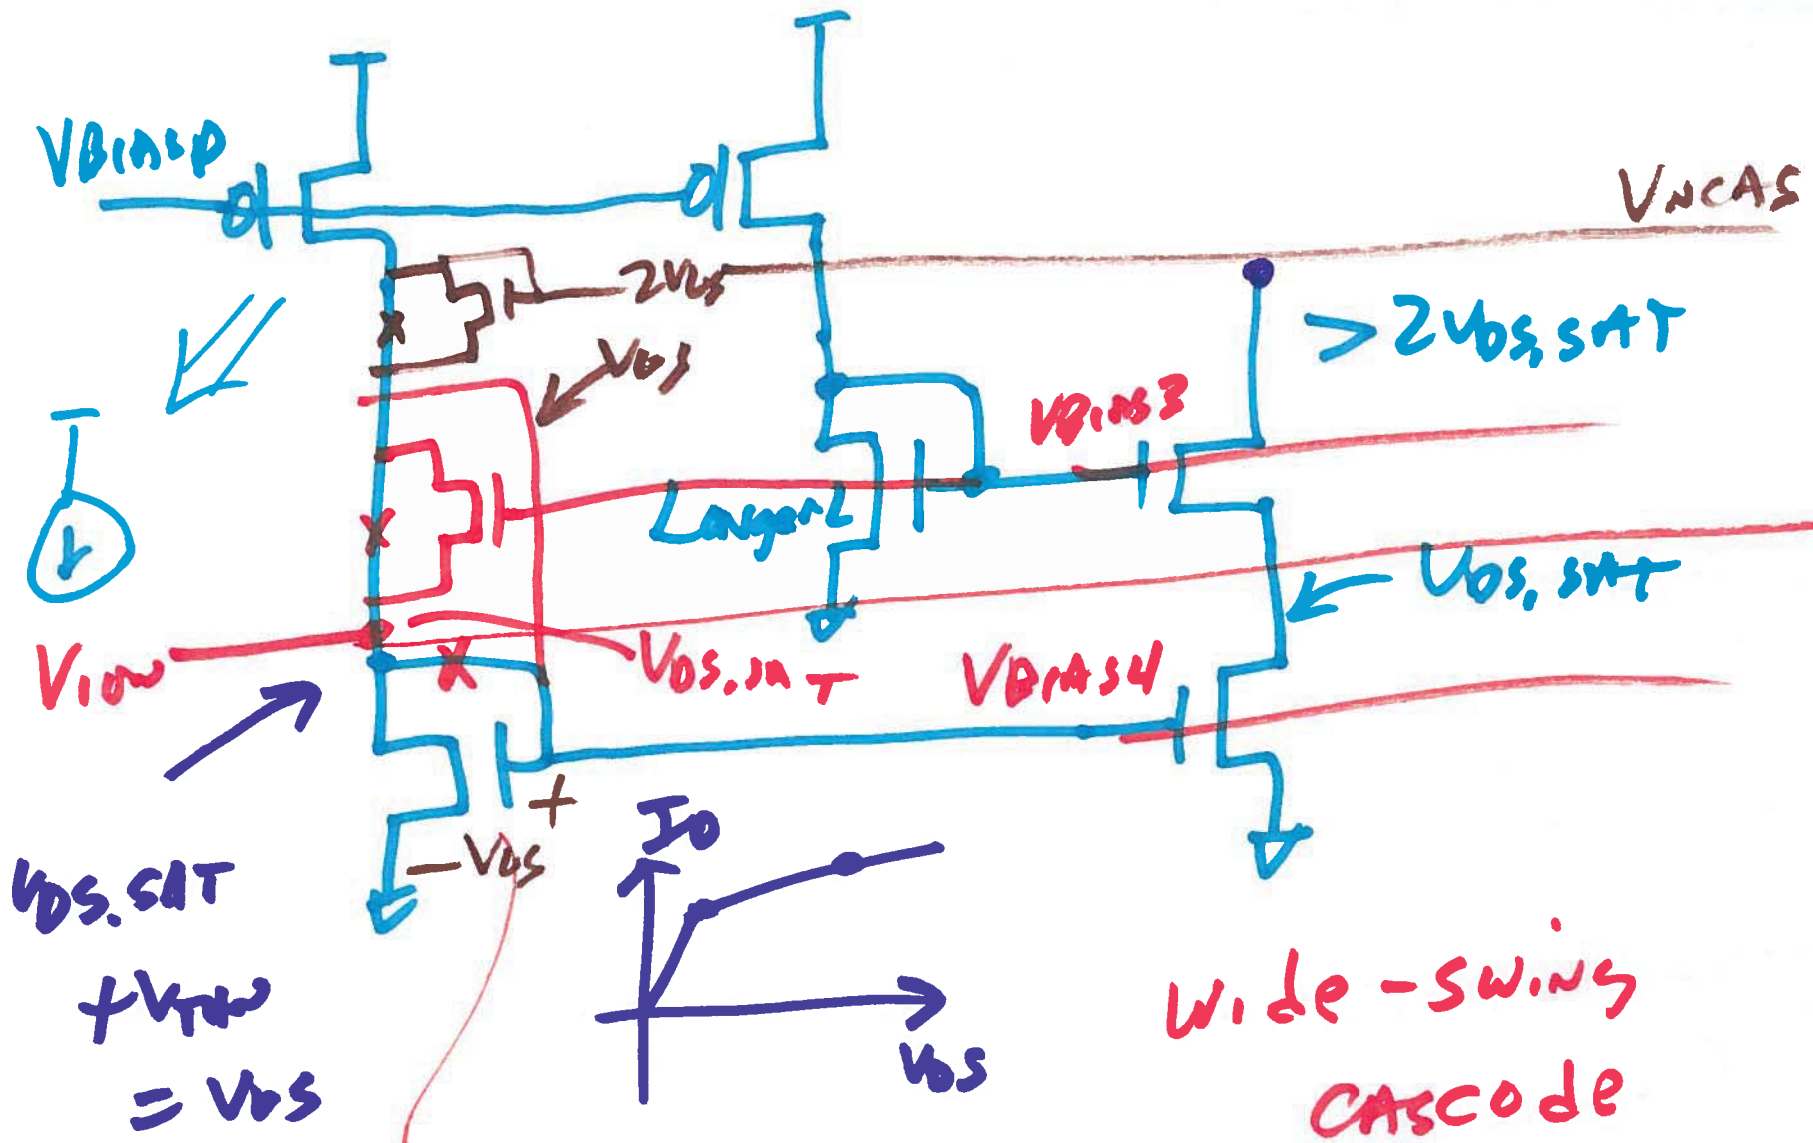 VBIASP
VNCAS
2VGS
>2VDS,SAT
VGS
VBIAS3
Longer L
VDS,SAT
VLOW
VDS,SAT
VBIAS4
+
-VGS
ID
VDS,SAT
+VTHN
= VGS
VDS
Wide-Swing
CASCODE